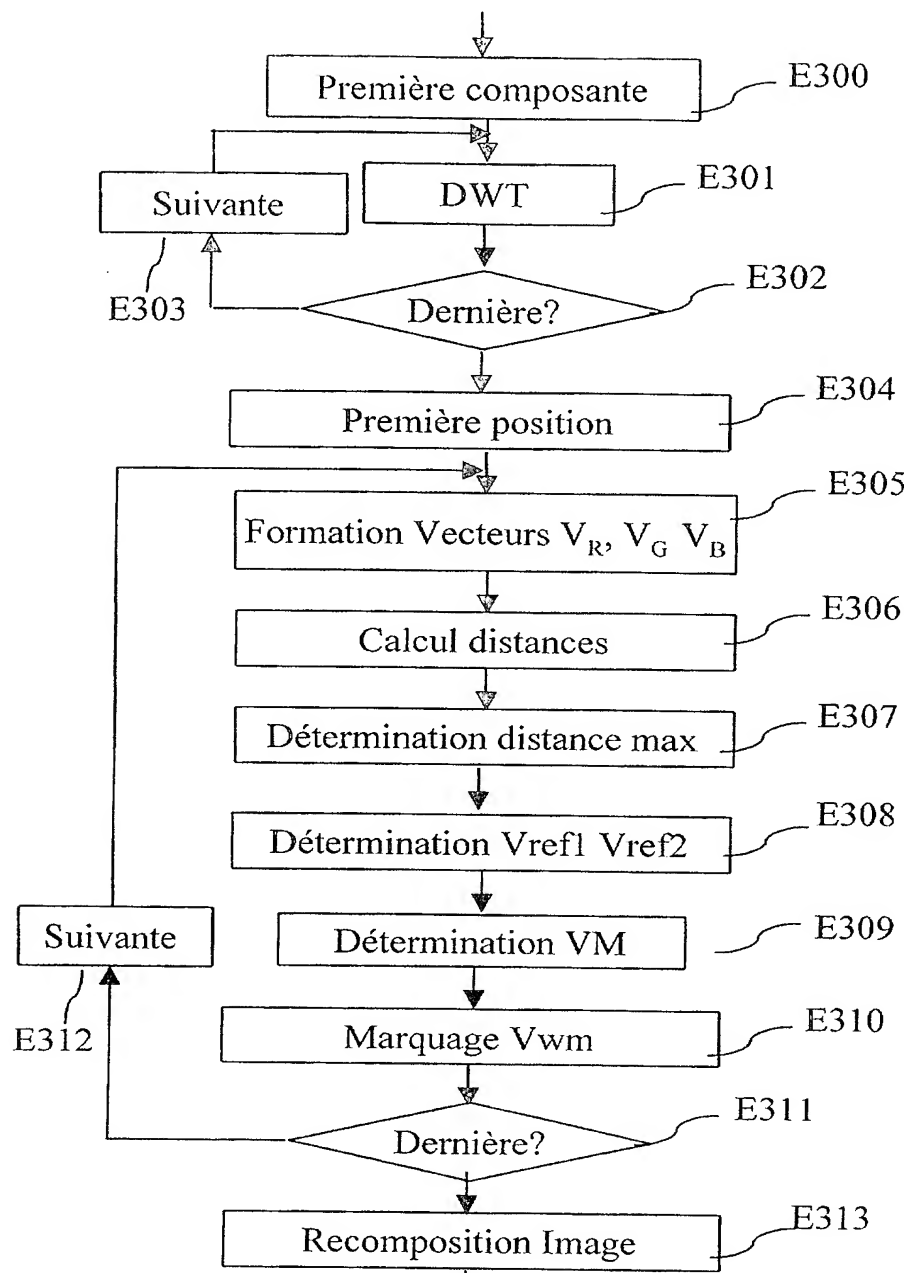 Première composante
E300
DWT
E301
Suivante
E303
Dernière?
E302
Première position
E304
Formation Vecteurs V_R, V_G V_B
E305
Calcul distances
E306
Détermination distance max
E307
Détermination Vref1 Vref2
E308
Suivante
E312
Détermination VM
E309
Marquage Vwm
E310
Dernière?
E311
Recomposition Image
E313